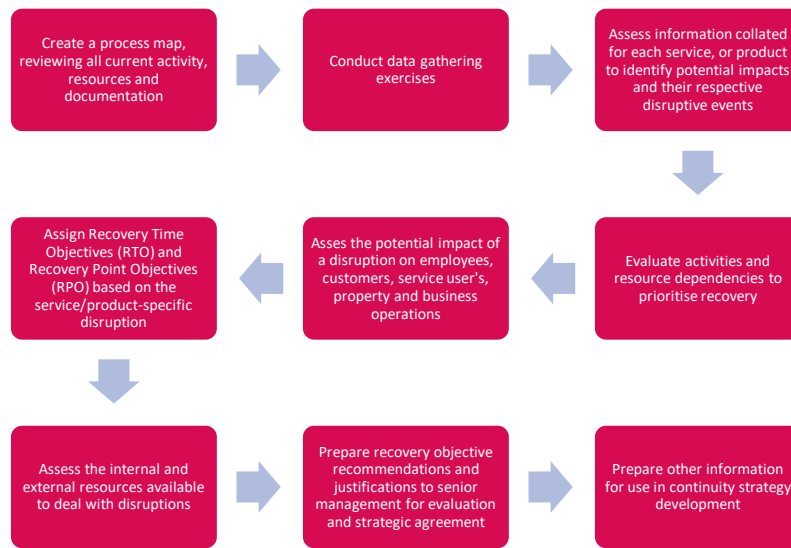 Create a process map,
reviewing all current activity,
resources and
documentation
Conduct data gathering
exercises
Assess information collated
for each service, or product
to identify potential impacts
and their respective
disruptive events
Evaluate activities and
resource dependencies to
prioritise recovery
Asses the potential impact of
a disruption on employees,
customers, service user's,
property and business
operations
Assign Recovery Time
Objectives (RTO) and
Recovery Point Objectives
(RPO) based on the
service/product-specific
disruption
Assess the internal and
external resources available
to deal with disruptions
Prepare recovery objective
recommendations and
justifications to senior
management for evaluation
and strategic agreement
Prepare other information
for use in continuity strategy
development